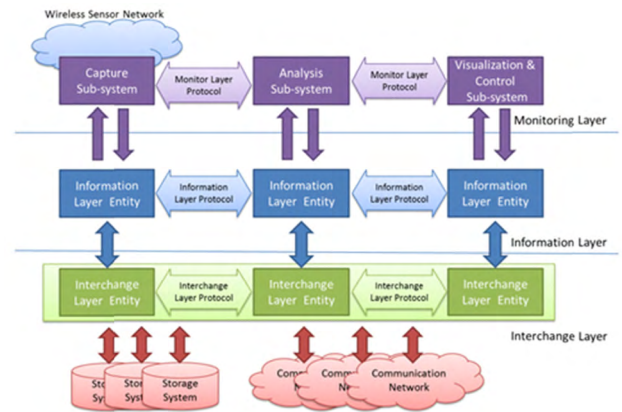 Wireless Sensor Network
Capture
Sub-system
Monitor Layer
Protocol
Analysis
Sub-system
Monitor Layer
Protocol
Visualization &
Control
Sub-system
Monitoring Layer
Information
Layer Entity
Information
Layer Protocol
Information
Layer Entity
Information
Layer Protocol
Information
Layer Entity
Information Layer
Interchange
Layer Entity
Interchange
Layer Protocol
Interchange
Layer Entity
Interchange
Layer Protocol
Interchange
Layer Entity
Interchange Layer
Storage
System
Communication
Network